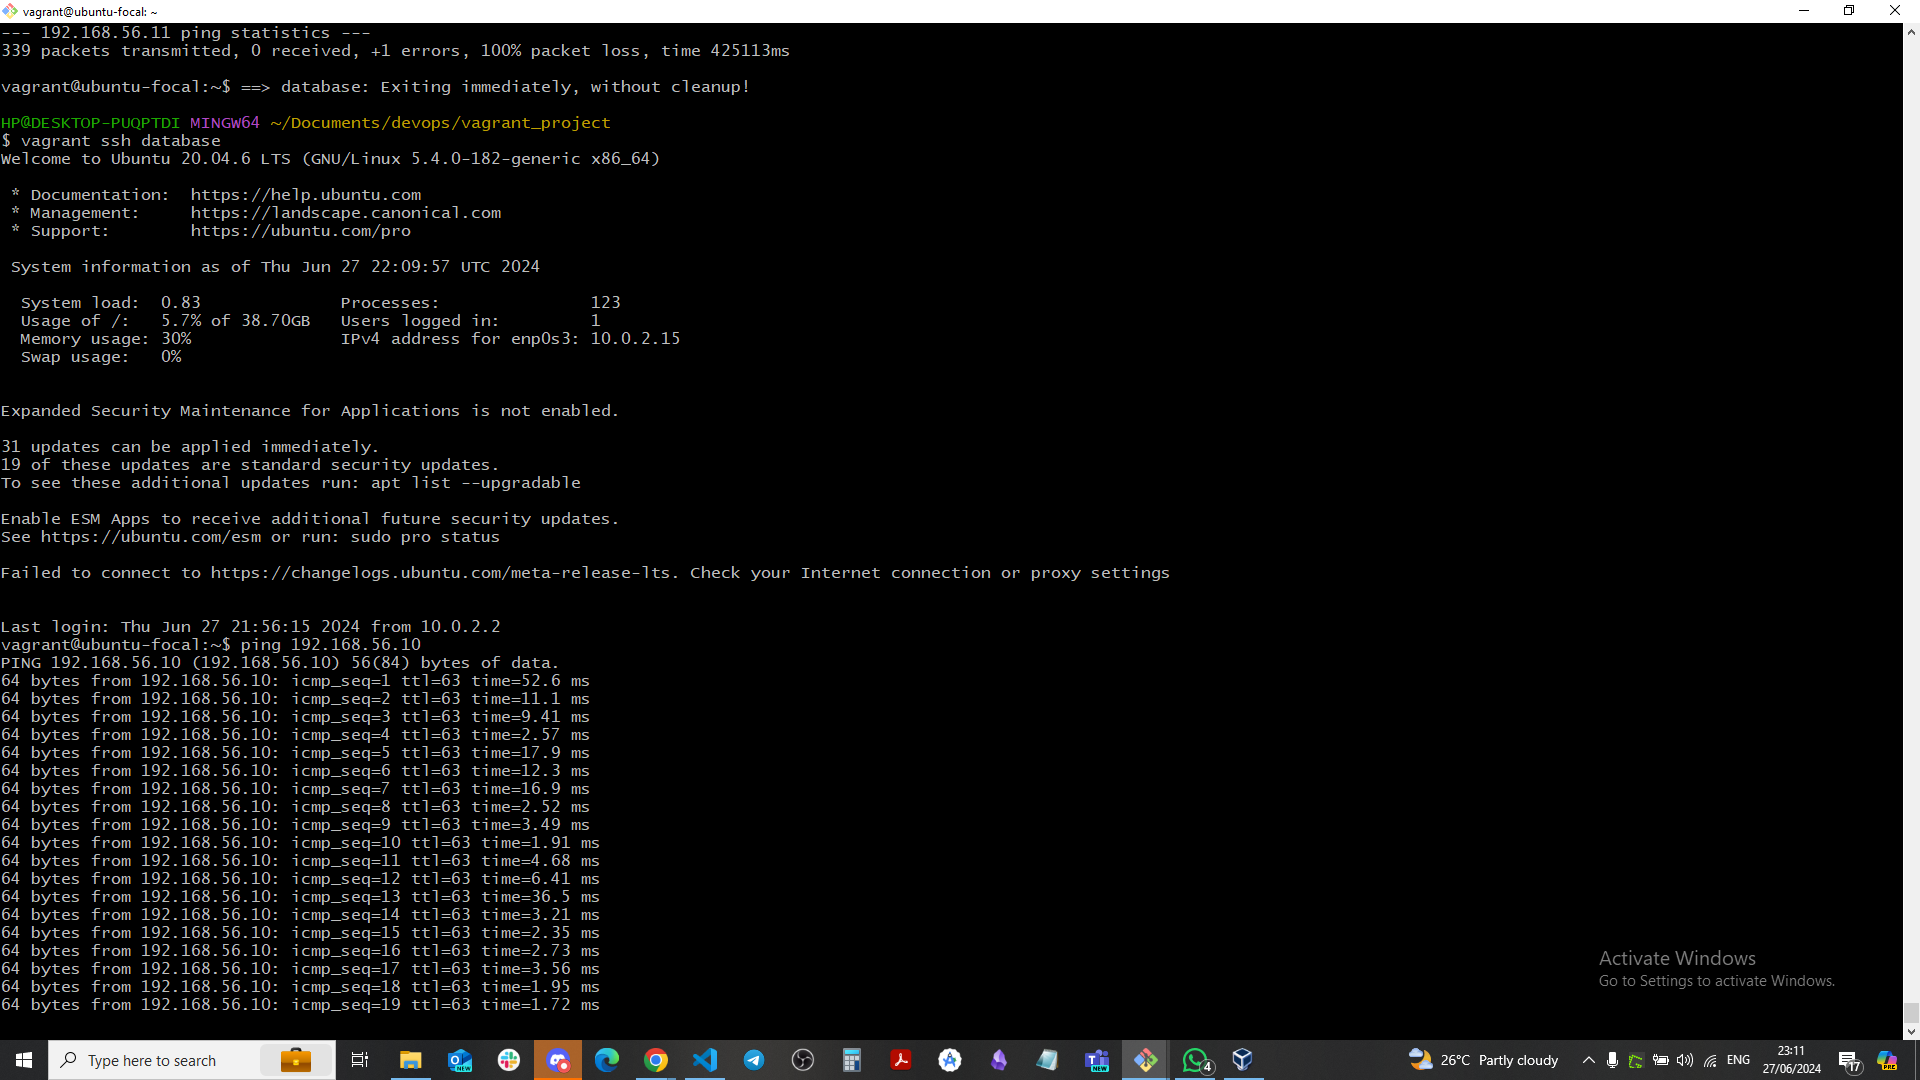 vagrant@ubuntu-focal: ~
--- 192.168.56.11 ping statistics ---
339 packets transmitted, 0 received, +1 errors, 100% packet loss, time 425113ms
vagrant@ubuntu-focal:~$ ==> database: Exiting immediately, without cleanup!
HP@DESKTOP-PUQPTDI MINGW64 ~/Documents/devops/vagrant_project
$ vagrant ssh database
Welcome to Ubuntu 20.04.6 LTS (GNU/Linux 5.4.0-182-generic x86_64)
* Documentation:  https://help.ubuntu.com
* Management:     https://landscape.canonical.com
* Support:        https://ubuntu.com/pro
System information as of Thu Jun 27 22:09:57 UTC 2024
System load:  0.83              Processes:               123
Usage of /:   5.7% of 38.70GB   Users logged in:         1
Memory usage: 30%               IPv4 address for enp0s3: 10.0.2.15
Swap usage:   0%
Expanded Security Maintenance for Applications is not enabled.
31 updates can be applied immediately.
19 of these updates are standard security updates.
To see these additional updates run: apt list --upgradable
Enable ESM Apps to receive additional future security updates.
See https://ubuntu.com/esm or run: sudo pro status
Failed to connect to https://changelogs.ubuntu.com/meta-release-lts. Check your Internet connection or proxy settings
Last login: Thu Jun 27 21:56:15 2024 from 10.0.2.2
vagrant@ubuntu-focal:~$ ping 192.168.56.10
PING 192.168.56.10 (192.168.56.10) 56(84) bytes of data.
64 bytes from 192.168.56.10: icmp_seq=1 ttl=63 time=52.6 ms
64 bytes from 192.168.56.10: icmp_seq=2 ttl=63 time=11.1 ms
64 bytes from 192.168.56.10: icmp_seq=3 ttl=63 time=9.41 ms
64 bytes from 192.168.56.10: icmp_seq=4 ttl=63 time=2.57 ms
64 bytes from 192.168.56.10: icmp_seq=5 ttl=63 time=17.9 ms
64 bytes from 192.168.56.10: icmp_seq=6 ttl=63 time=12.3 ms
64 bytes from 192.168.56.10: icmp_seq=7 ttl=63 time=16.9 ms
64 bytes from 192.168.56.10: icmp_seq=8 ttl=63 time=2.52 ms
64 bytes from 192.168.56.10: icmp_seq=9 ttl=63 time=3.49 ms
64 bytes from 192.168.56.10: icmp_seq=10 ttl=63 time=1.91 ms
64 bytes from 192.168.56.10: icmp_seq=11 ttl=63 time=4.68 ms
64 bytes from 192.168.56.10: icmp_seq=12 ttl=63 time=6.41 ms
64 bytes from 192.168.56.10: icmp_seq=13 ttl=63 time=36.5 ms
64 bytes from 192.168.56.10: icmp_seq=14 ttl=63 time=3.21 ms
64 bytes from 192.168.56.10: icmp_seq=15 ttl=63 time=2.35 ms
64 bytes from 192.168.56.10: icmp_seq=16 ttl=63 time=2.73 ms
64 bytes from 192.168.56.10: icmp_seq=17 ttl=63 time=3.56 ms
64 bytes from 192.168.56.10: icmp_seq=18 ttl=63 time=1.95 ms
64 bytes from 192.168.56.10: icmp_seq=19 ttl=63 time=1.72 ms
Activate Windows
Go to Settings to activate Windows.
Type here to search
NEW
NEW
4
26°C Partly cloudy
ENG
23:11
27/06/2024
17
PRE